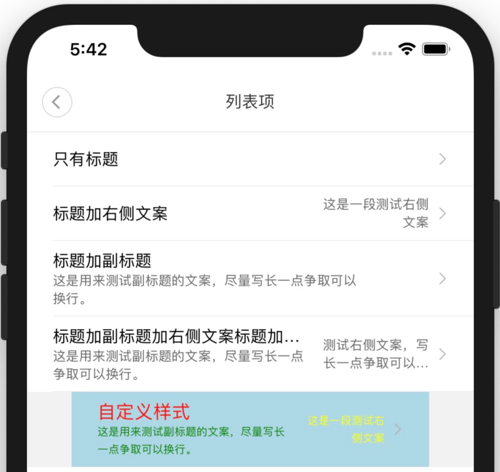 5:42
列表项
只有标题
标题加右侧文案
这是一段测试右侧
文案
标题加副标题
这是用来测试副标题的文案，尽量写长一点争取可以
换行。
标题加副标题加右侧文案标题加...
这是用来测试副标题的文案，尽量写长一点
争取可以换行。
测试右侧文案，写
长一点争取可以...
自定义样式
这是用来测试副标题的文案，尽量写长
一点争取可以换行。
这是一段测试右
侧文案